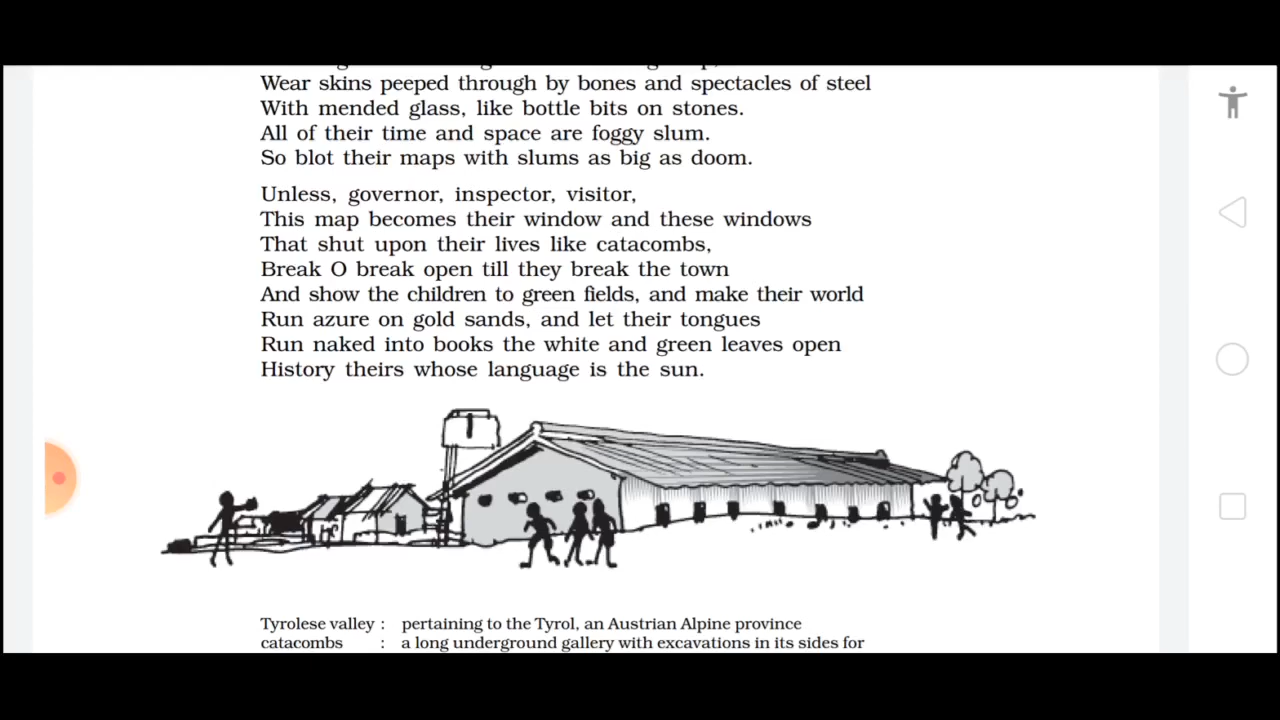 Wear skins peeped through by bones and spectacles of steel
With mended glass, like bottle bits on stones.
All of their time and space are foggy slum.
So blot their maps with slums as big as doom.
Unless, governor, inspector, visitor,
This map becomes their window and these windows
That shut upon their lives like catacombs,
Break O break open till they break the town
And show the children to green fields, and make their world
Run azure on gold sands, and let their tongues
Run naked into books the white and green leaves open
History theirs whose language is the sun.
Tyrolese valley : pertaining to the Tyrol, an Austrian Alpine province
catacombs : a long underground gallery with excavations in its sides for